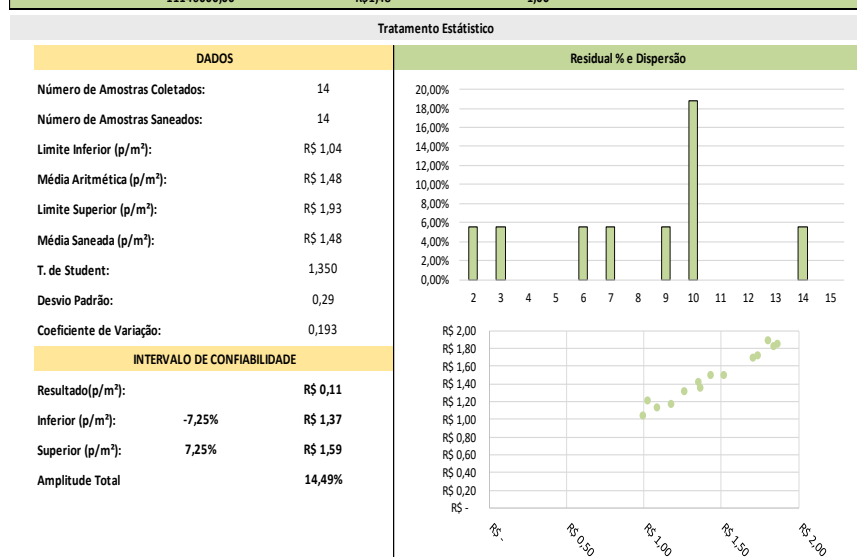 Tratamento Estátistico
DADOS
Número de Amostras Coletados: 14
Número de Amostras Saneados: 14
Limite Inferior (p/m²): R$ 1,04
Média Aritmética (p/m²): R$ 1,48
Limite Superior (p/m²): R$ 1,93
Média Saneada (p/m²): R$ 1,48
T. de Student: 1,350
Desvio Padrão: 0,29
Coeficiente de Variação: 0,193
INTERVALO DE CONFIABILIDADE
Resultado(p/m²): R$ 0,11
Inferior (p/m²): -7,25% R$ 1,37
Superior (p/m²): 7,25% R$ 1,59
Amplitude Total 14,49%
Residual % e Dispersão
20,00%
18,00%
16,00%
14,00%
12,00%
10,00%
8,00%
6,00%
4,00%
2,00%
0,00%
2 3 4 5 6 7 8 9 10 11 12 13 14 15
R$ 2,00
R$ 1,80
R$ 1,60
R$ 1,40
R$ 1,20
R$ 1,00
R$ 0,80
R$ 0,60
R$ 0,40
R$ 0,20
R$ -
R$ - R$ 0,50 R$ 1,00 R$ 1,50 R$ 2,00